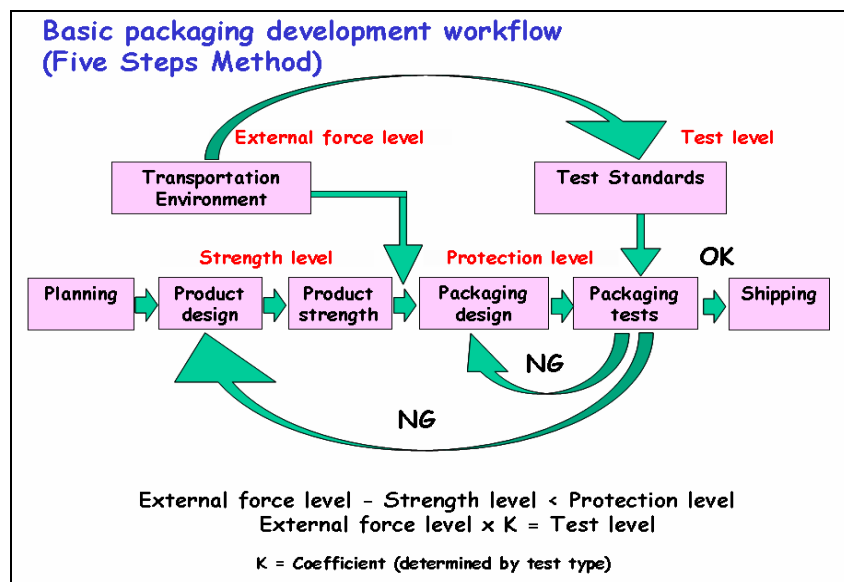 Basic packaging development workflow
(Five Steps Method)
External force level
Test level
Transportation
Environment
Test Standards
Strength level
Protection level
OK
Planning
Product
design
Product
strength
Packaging
design
Packaging
tests
Shipping
NG
NG
External force level - Strength level < Protection level
External force level x K = Test level
K = Coefficient (determined by test type)